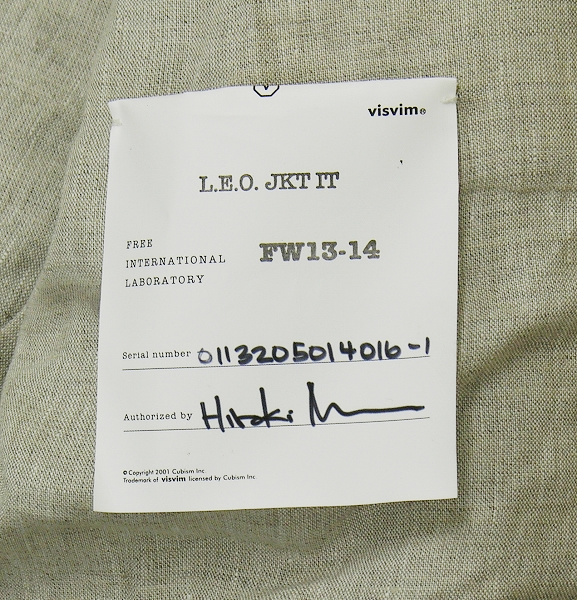 visvim®
L.E.O. JKT IT
FREE
INTERNATIONAL
LABORATORY
FW13-14
Serial number 0113205014016-1
Authorized by Hiroki
© Copyright 2001 Cubism Inc
Trademark of visvim licensed by Cubism Inc